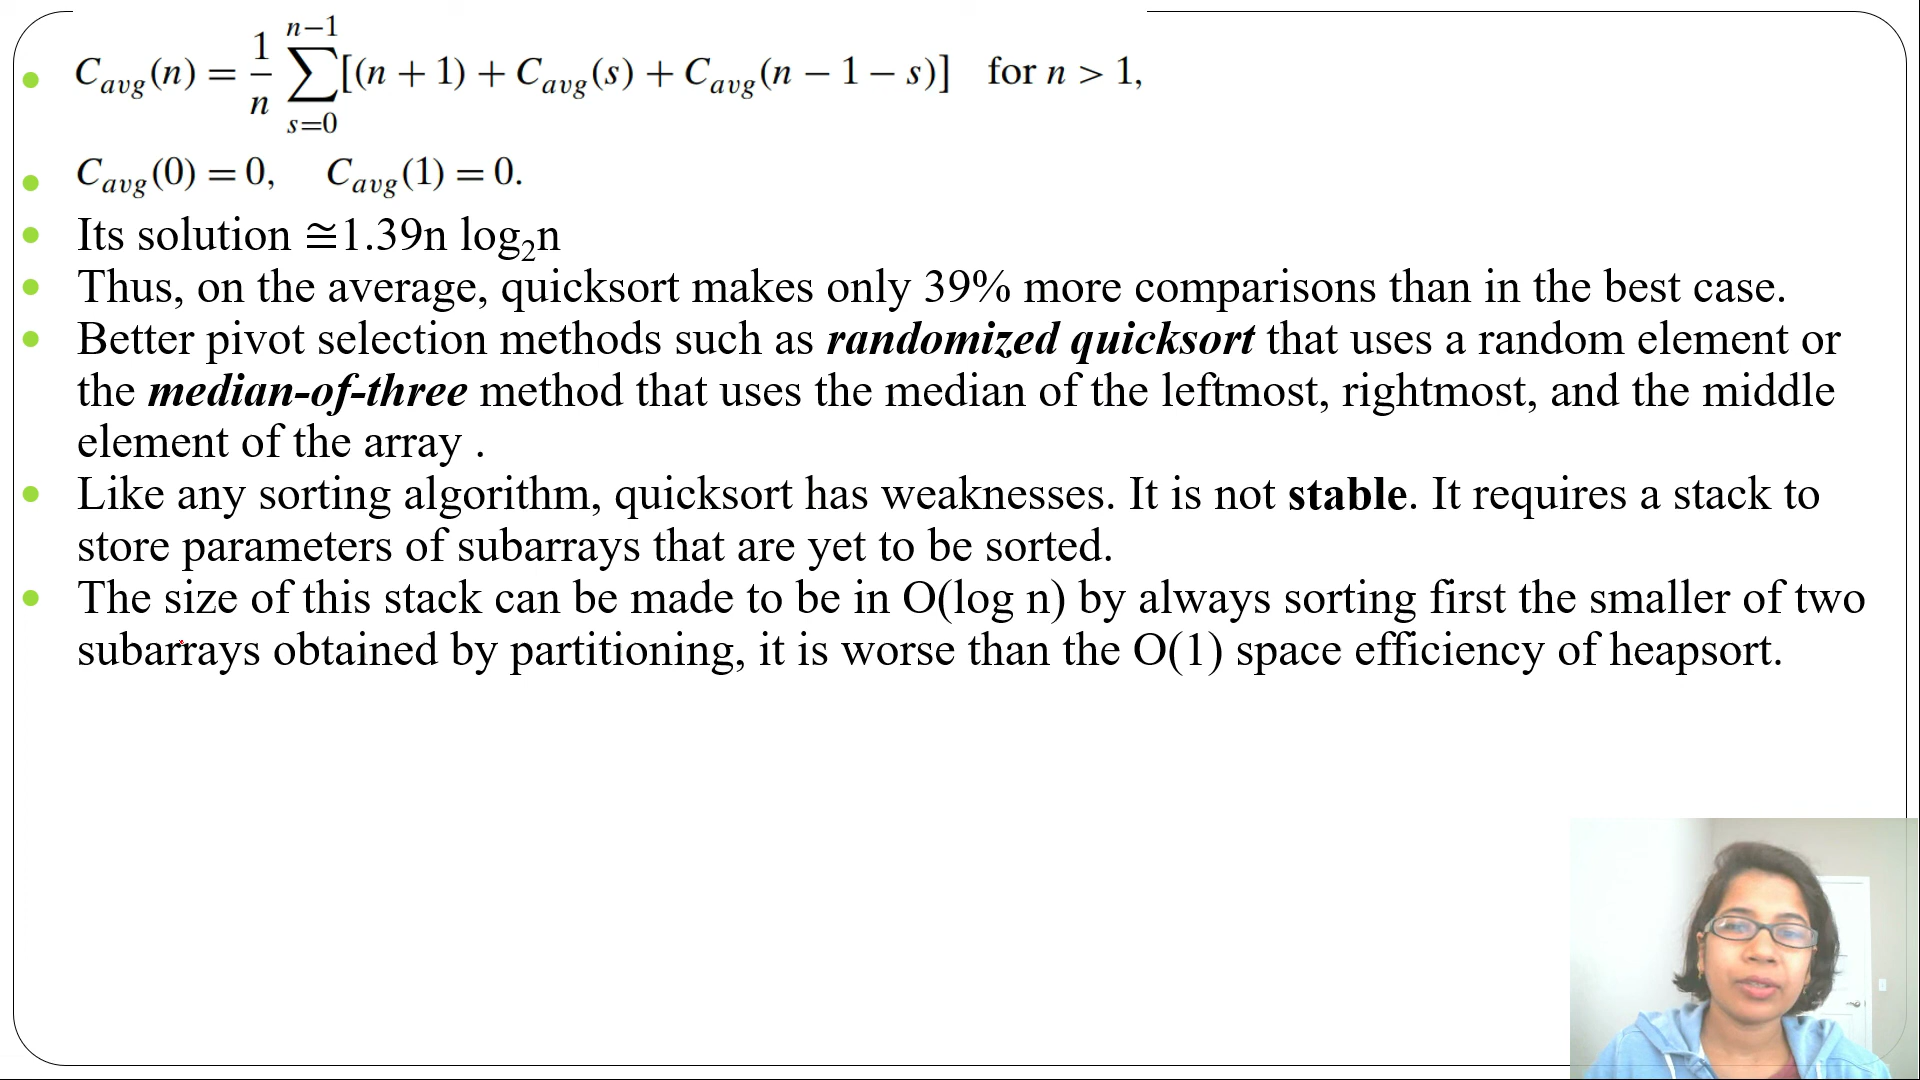 C_avg(n) = 1/n ∑_{s=0}^{n−1} [(n + 1) + C_avg(s) + C_avg(n − 1 − s)] for n > 1,
C_avg(0) = 0, C_avg(1) = 0.
Its solution ≅1.39n log₂n
Thus, on the average, quicksort makes only 39% more comparisons than in the best case.
Better pivot selection methods such as randomized quicksort that uses a random element or
the median-of-three method that uses the median of the leftmost, rightmost, and the middle
element of the array .
Like any sorting algorithm, quicksort has weaknesses. It is not stable. It requires a stack to
store parameters of subarrays that are yet to be sorted.
The size of this stack can be made to be in O(log n) by always sorting first the smaller of two
subarrays obtained by partitioning, it is worse than the O(1) space efficiency of heapsort.